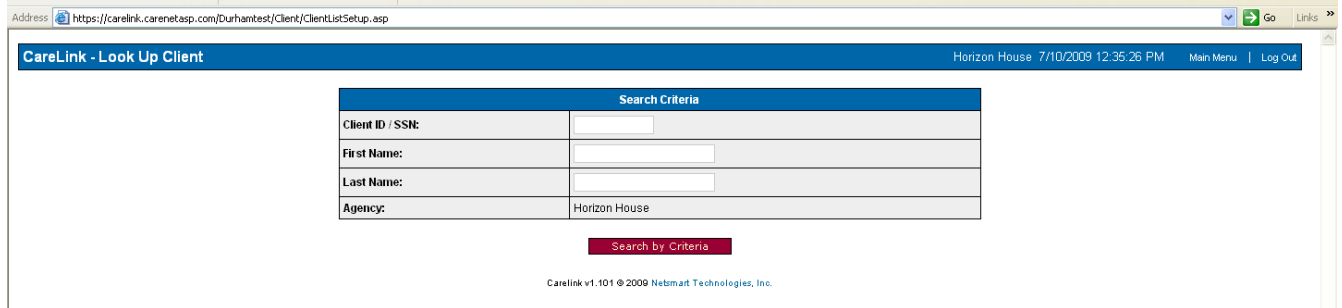 Address https://carelink.carenetasp.com/Durhamtest/Client/ClientListSetup.asp Go Links »
CareLink - Look Up Client Horizon House 7/10/2009 12:35:26 PM Main Menu | Log Out
Search Criteria
Client ID / SSN:
First Name:
Last Name:
Agency: Horizon House
Search by Criteria
Carelink v1.101 © 2009 Netsmart Technologies, Inc.